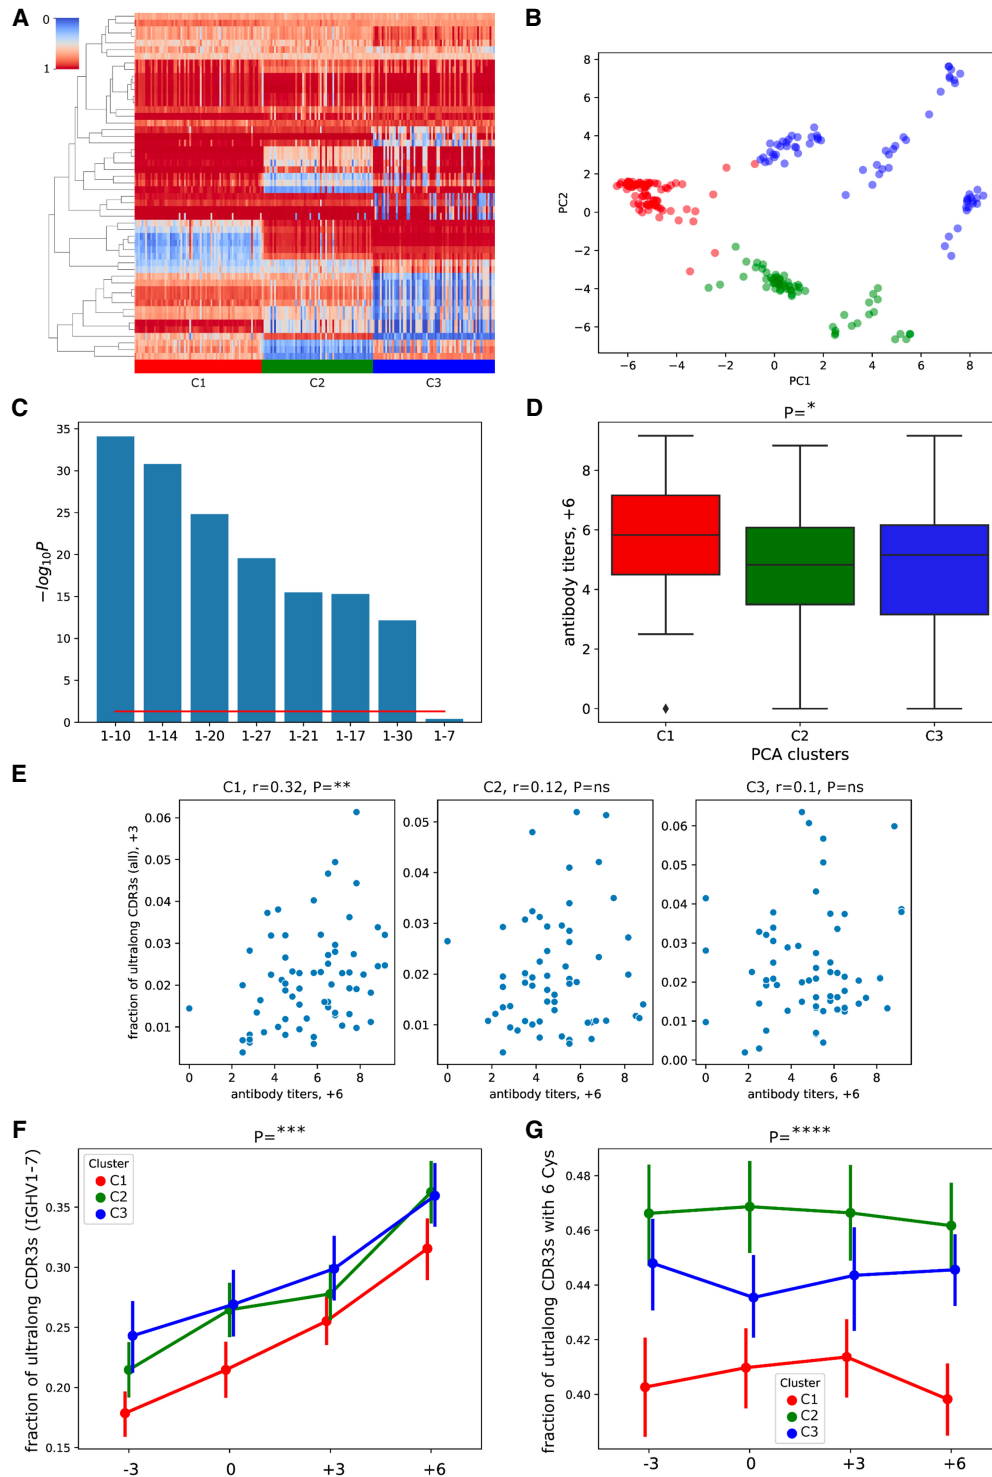 A
0
1
C1 C2 C3
B
8
6
4
2
0
−2
−4
−6
PC2
−6 −4 −2 0 2 4 6 8
PC1
C
35
30
25
20
15
10
5
0
−log10P
1-10 1-14 1-20 1-27 1-21 1-17 1-30 1-7
D
P=*
8
6
4
2
0
antibody titers, +6
C1 C2 C3
PCA clusters
E
C1, r=0.32, P=**
0.06
0.05
0.04
0.03
0.02
0.01
fraction of ultralong CDR3s (all), +3
0 2 4 6 8
antibody titers, +6
C2, r=0.12, P=ns
0.05
0.04
0.03
0.02
0.01
0 2 4 6 8
antibody titers, +6
C3, r=0.1, P=ns
0.06
0.05
0.04
0.03
0.02
0.01
0.00
0 2 4 6 8
antibody titers, +6
F
P=***
Cluster
C1
C2
C3
0.35
0.30
0.25
0.20
0.15
fraction of ultralong CDR3s (IGHV1-7)
-3 0 +3 +6
G
P=****
0.48
0.46
0.44
0.42
0.40
fraction of utrlalong CDR3s with 6 Cys
Cluster
C1
C2
C3
-3 0 +3 +6